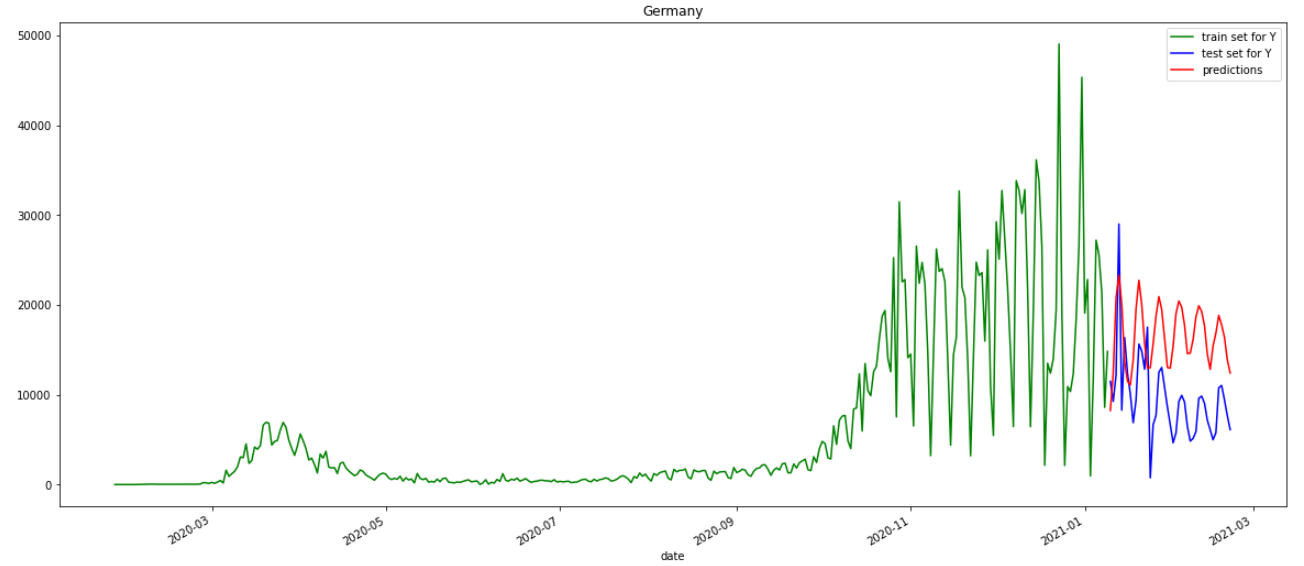 Germany
train set for Y
test set for Y
predictions
50000
40000
30000
20000
10000
0
2020-03
2020-05
2020-07
2020-09
2020-11
2021-01
2021-03
date